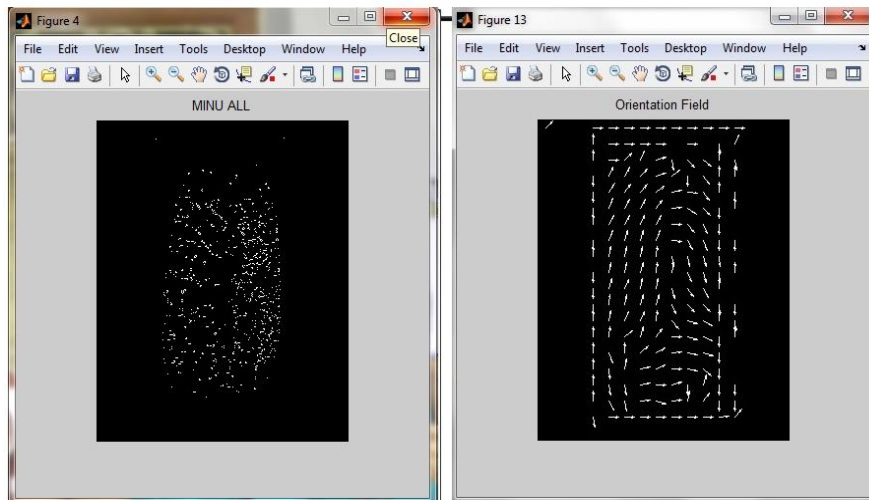 Figure 4
Close
File Edit View Insert Tools Desktop Window Help
MINU ALL
Figure 13
File Edit View Insert Tools Desktop Window Help
Orientation Field